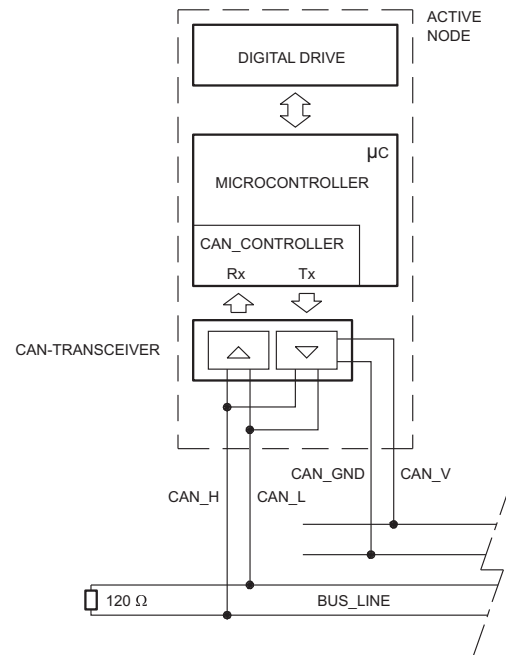 ACTIVE
NODE
DIGITAL DRIVE
µC
MICROCONTROLLER
CAN_CONTROLLER
Rx Tx
CAN-TRANSCEIVER
CAN_H
CAN_L
CAN_GND
CAN_V
120 Ω
BUS_LINE